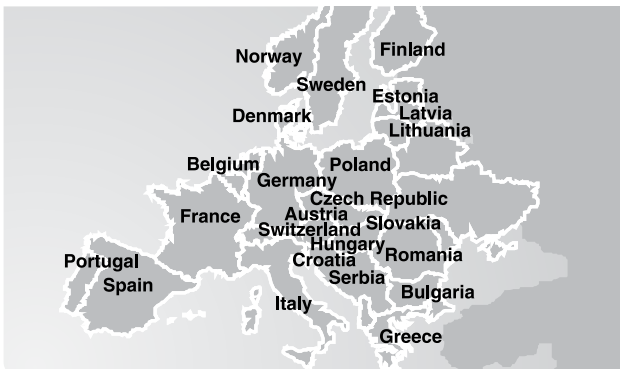 Norway
Finland
Sweden
Estonia
Denmark
Latvia
Lithuania
Belgium
Poland
Germany
Czech Republic
Austria
France
Slovakia
Switzerland
Hungary
Romania
Croatia
Portugal
Serbia
Spain
Bulgaria
Italy
Greece